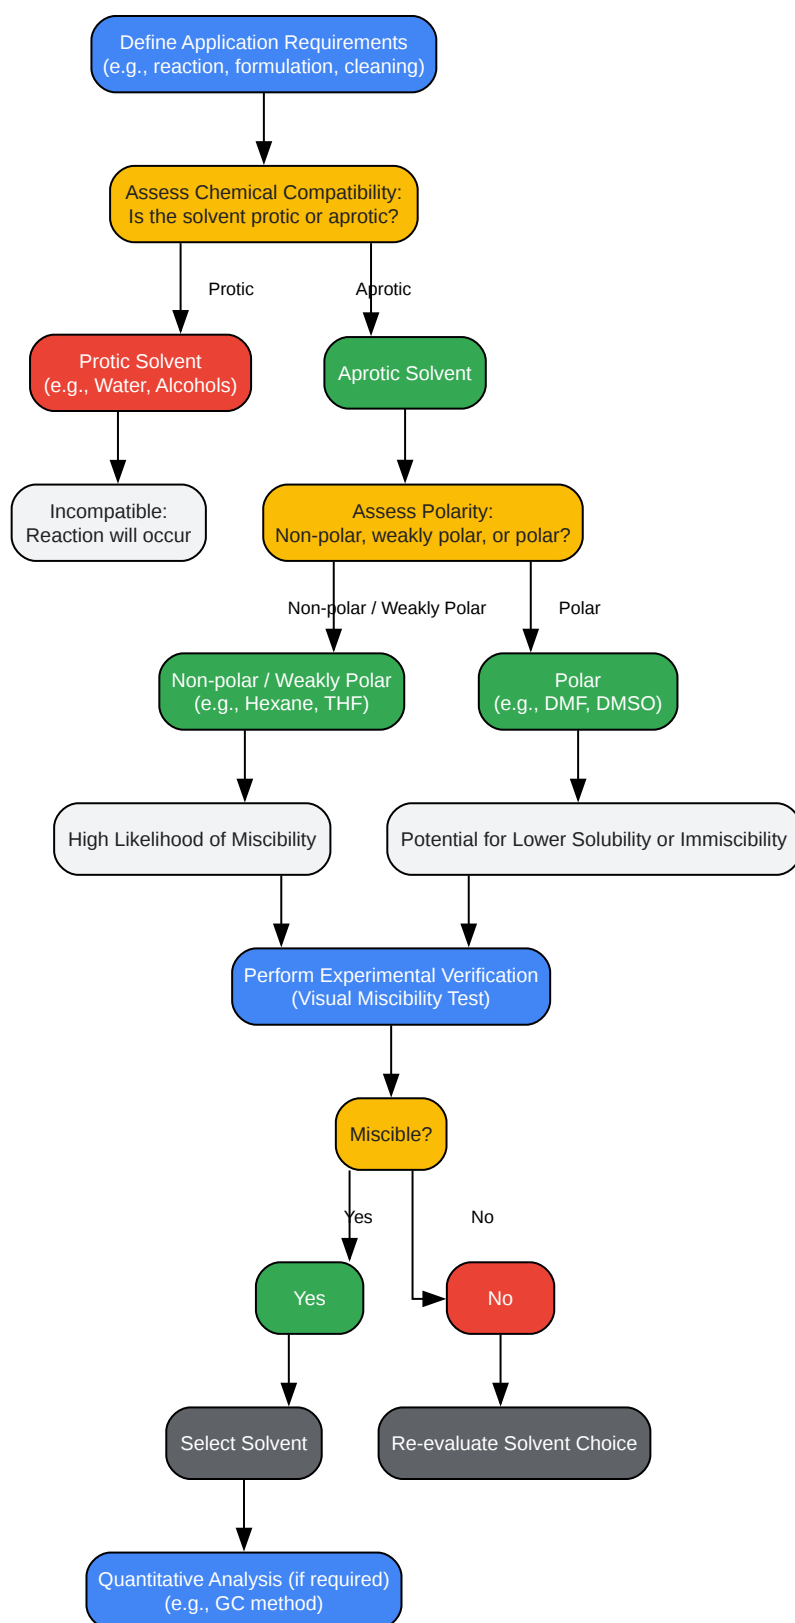 Define Application Requirements
(e.g., reaction, formulation, cleaning)
Assess Chemical Compatibility:
Is the solvent protic or aprotic?
Protic
Aprotic
Protic Solvent
(e.g., Water, Alcohols)
Aprotic Solvent
Incompatible:
Reaction will occur
Assess Polarity:
Non-polar, weakly polar, or polar?
Non-polar / Weakly Polar
Polar
Non-polar / Weakly Polar
(e.g., Hexane, THF)
Polar
(e.g., DMF, DMSO)
High Likelihood of Miscibility
Potential for Lower Solubility or Immiscibility
Perform Experimental Verification
(Visual Miscibility Test)
Miscible?
Yes
No
Yes
No
Select Solvent
Re-evaluate Solvent Choice
Quantitative Analysis (if required)
(e.g., GC method)